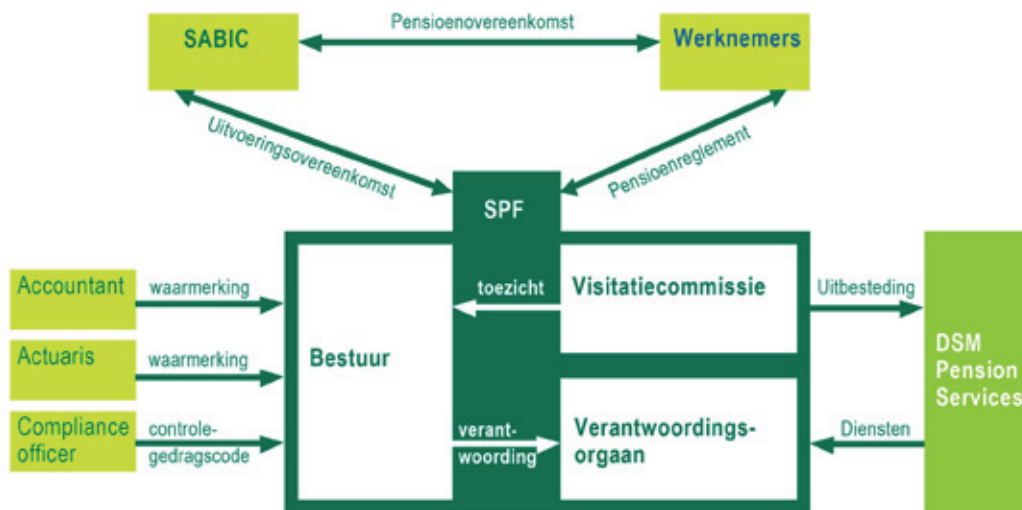 Pensioenovereenkomst
SABIC
Werknemers
Uitvoeringsovereenkomst
Pensioenreglement
SPF
Accountant
waarmerking
toezicht
Visitatiecommissie
Uitbesteding
Actuaris
waarmerking
Bestuur
DSM
Pension
Services
Compliance
officer
controle-
gedragscode
verant-
woording
Verantwoordings-
orgaan
Diensten